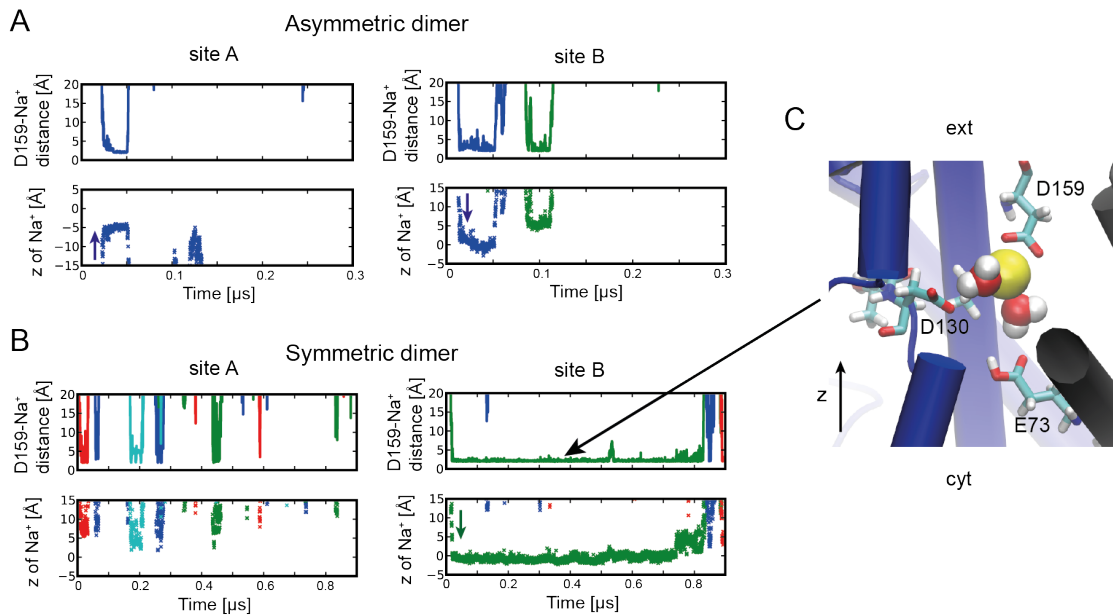 A
Asymmetric dimer
site A
site B
D159-Na⁺
distance [Å]
20
15
10
5
0
D159-Na⁺
distance [Å]
20
15
10
5
0
z of Na⁺ [Å]
5
0
−5
−10
−15
0
0.1
0.2
0.3
Time [µs]
z of Na⁺ [Å]
15
10
5
0
−5
0
0.1
0.2
0.3
Time [µs]
B
Symmetric dimer
site A
site B
D159-Na⁺
distance [Å]
20
15
10
5
0
D159-Na⁺
distance [Å]
20
15
10
5
0
z of Na⁺ [Å]
15
10
5
0
−5
0
0.2
0.4
0.6
0.8
Time [µs]
z of Na⁺ [Å]
15
10
5
0
−5
0
0.2
0.4
0.6
0.8
Time [µs]
C
ext
D159
D130
E73
z
cyt